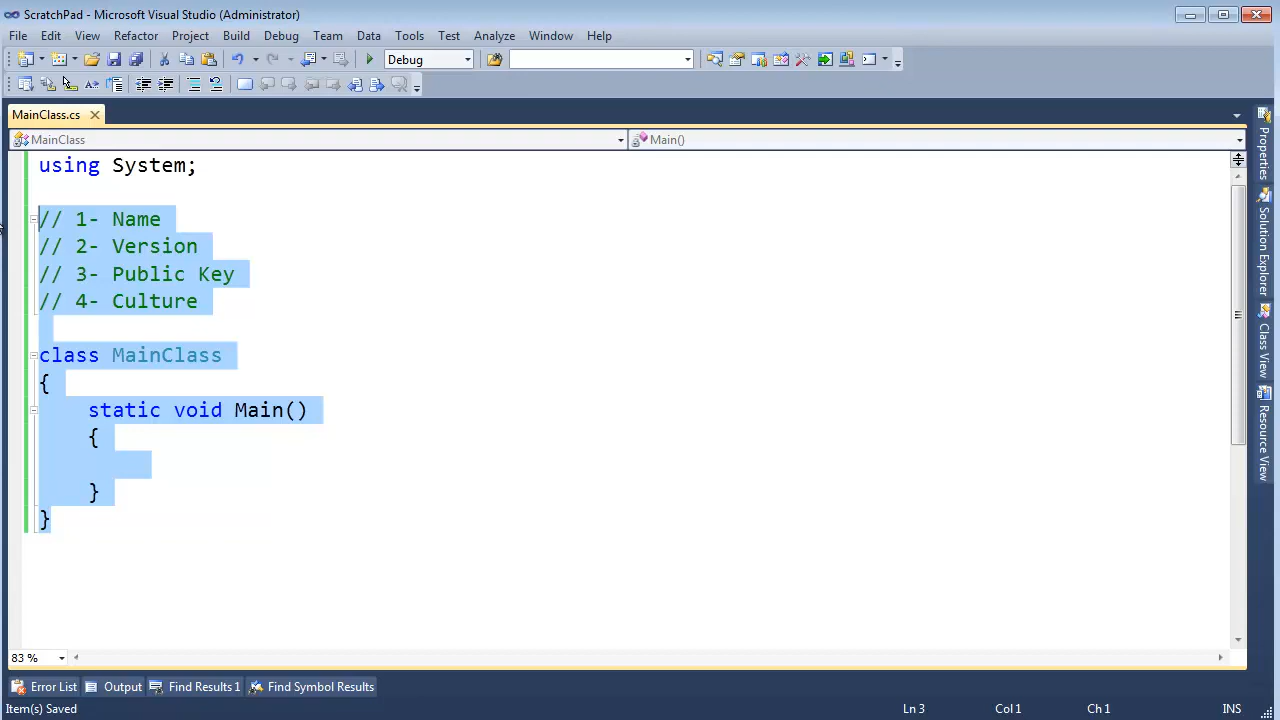 ScratchPad - Microsoft Visual Studio (Administrator)
File Edit View Refactor Project Build Debug Team Data Tools Test Analyze Window Help
Debug
MainClass.cs
MainClass Main()
using System;
// 1- Name
// 2- Version
// 3- Public Key
// 4- Culture
class MainClass
{
static void Main()
{
}
}
Properties
Solution Explorer
Class View
Resource View
83 %
Error List Output Find Results 1 Find Symbol Results
Item(s) Saved Ln 3 Col 1 Ch 1 INS